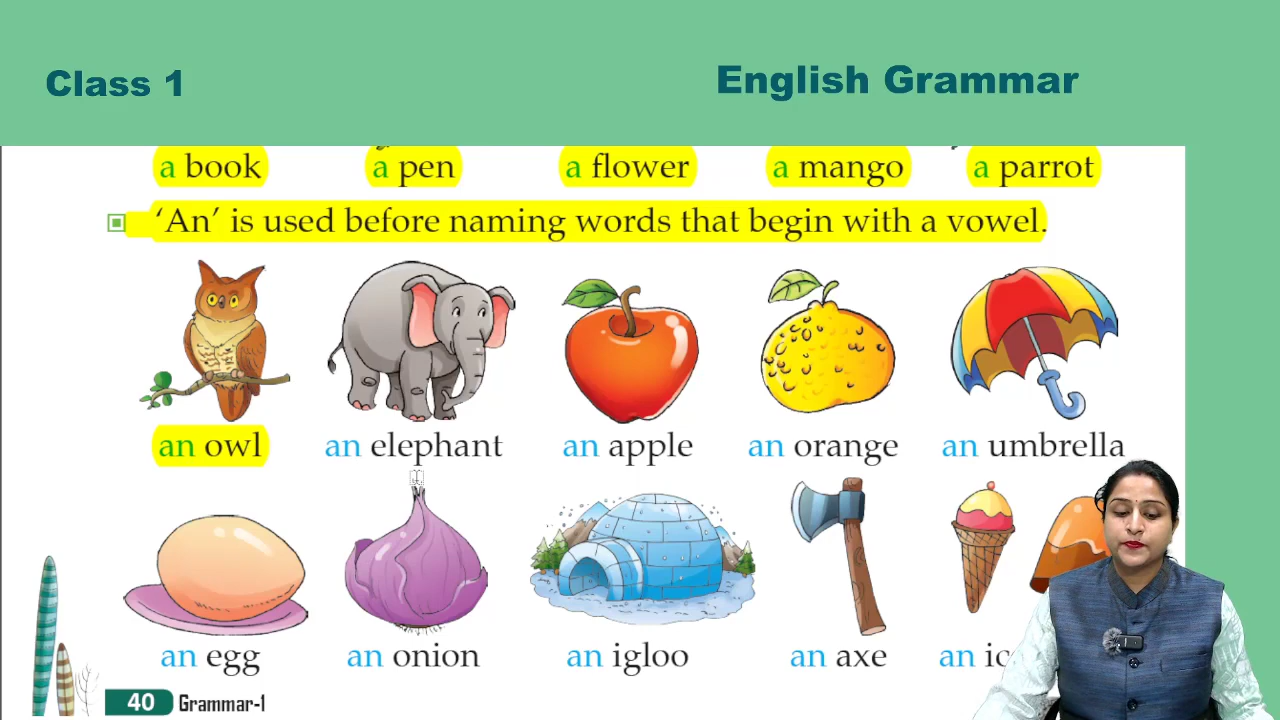 Class 1
English Grammar
a book a pen a flower a mango a parrot
‘An’ is used before naming words that begin with a vowel.
an owl an elephant an apple an orange an umbrella
an egg an onion an igloo an axe an
40 Grammar-1